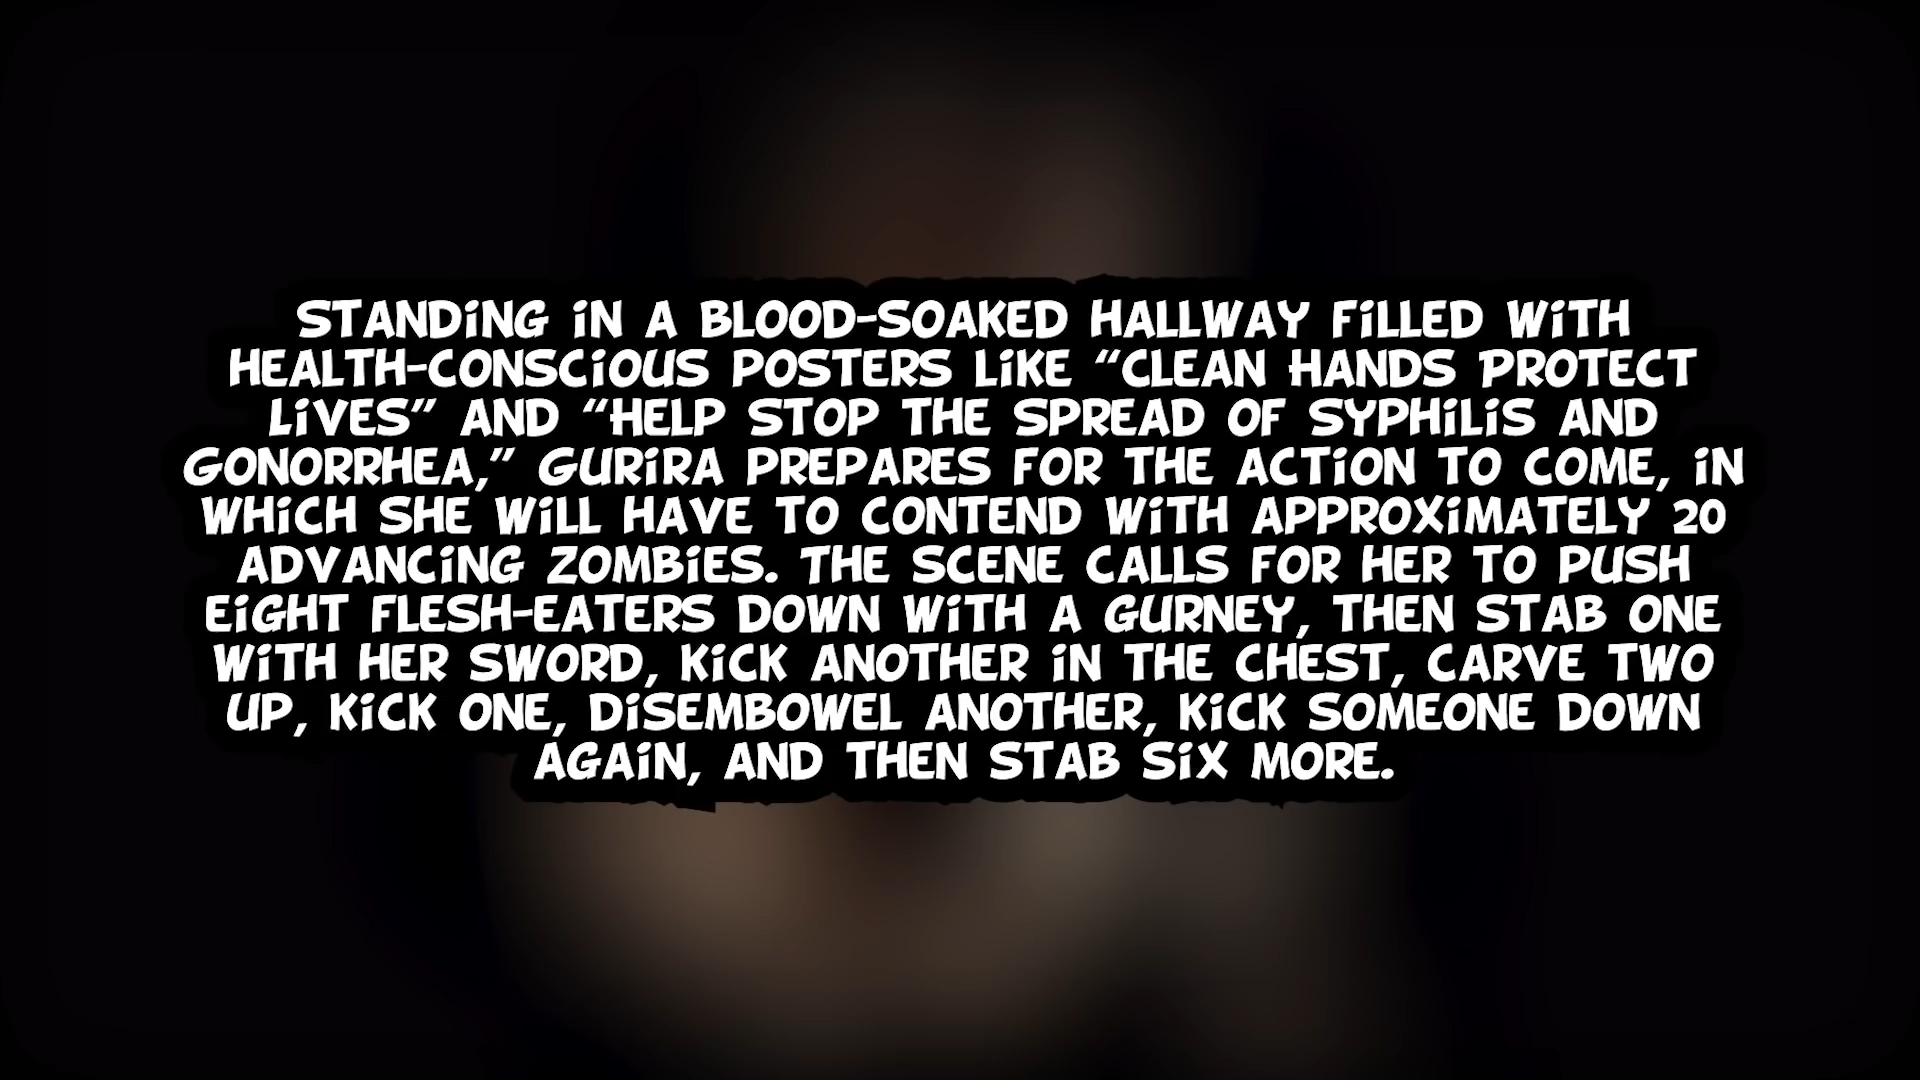 STANDiNG iN A BLOOD-SOAKED HALLWAY FiLLED WiTH
HEALTH-CONSCiOUS POSTERS LiKE “CLEAN HANDS PROTECT
LiVES” AND “HELP STOP THE SPREAD OF SYPHiLiS AND
GONORRHEA,” GURiRA PREPARES FOR THE ACTiON TO COME, iN
WHiCH SHE WiLL HAVE TO CONTEND WiTH APPROXiMATELY 20
ADVANCiNG ZOMBiES. THE SCENE CALLS FOR HER TO PUSH
EiGHT FLESH-EATERS DOWN WiTH A GURNEY, THEN STAB ONE
WiTH HER SWORD, KiCK ANOTHER iN THE CHEST, CARVE TWO
UP, KiCK ONE, DiSEMBOWEL ANOTHER, KiCK SOMEONE DOWN
AGAiN, AND THEN STAB SiX MORE.